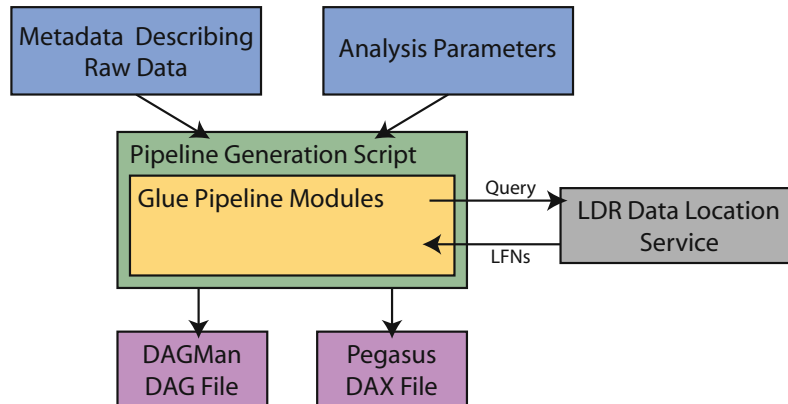 Metadata Describing
Raw Data
Analysis Parameters
Pipeline Generation Script
Glue Pipeline Modules
Query
LDR Data Location
Service
LFNs
DAGMan
DAG File
Pegasus
DAX File